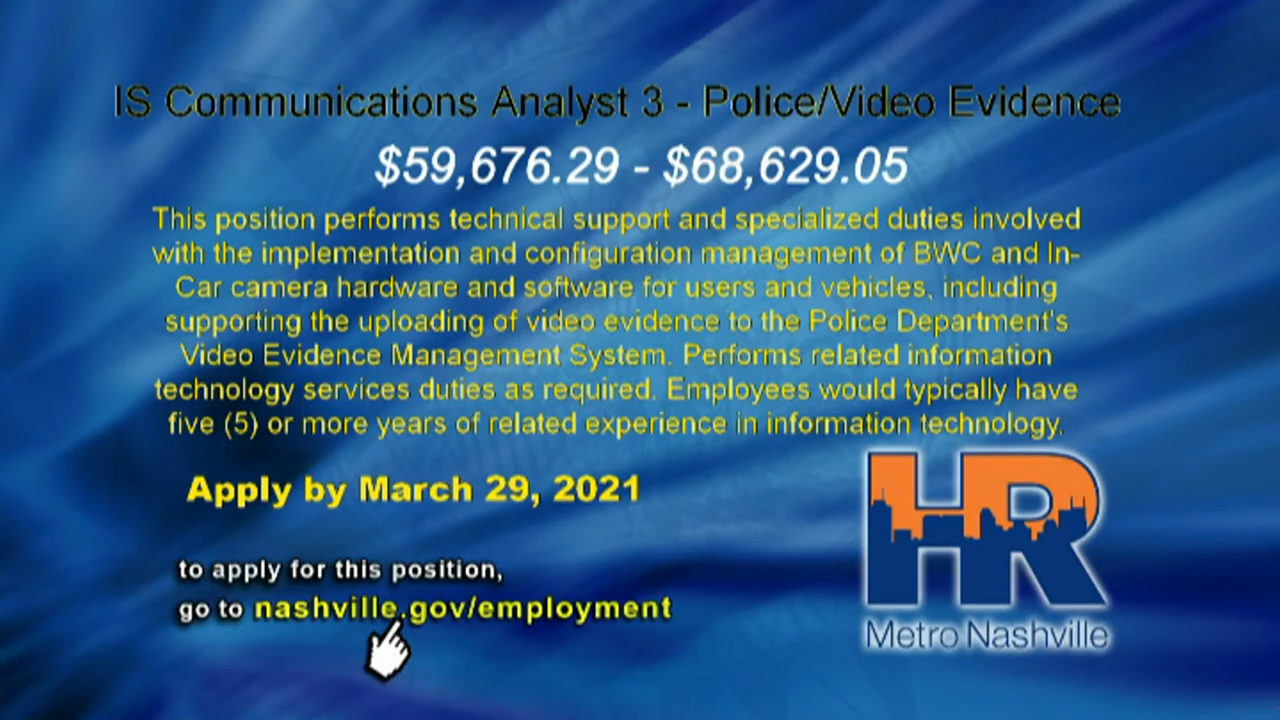 IS Communications Analyst 3 - Police/Video Evidence
$59,676.29 - $68,629.05
This position performs technical support and specialized duties involved
with the implementation and configuration management of BWC and In-
Car camera hardware and software for users and vehicles, including
supporting the uploading of video evidence to the Police Department's
Video Evidence Management System. Performs related information
technology services duties as required. Employees would typically have
five (5) or more years of related experience in information technology.
Apply by March 29, 2021
to apply for this position,
go to nashville.gov/employment
HR
Metro Nashville